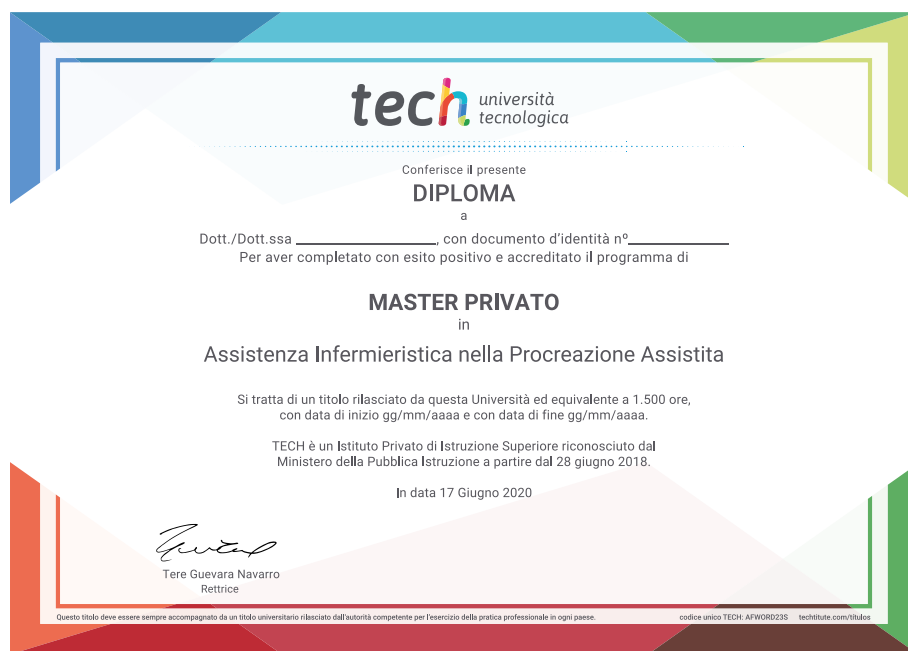 tech università
tecnologica
Conferisce il presente
DIPLOMA
a
Dott./Dott.ssa ________________, con documento d'identità nº____________
Per aver completato con esito positivo e accreditato il programma di
MASTER PRIVATO
in
Assistenza Infermieristica nella Procreazione Assistita
Si tratta di un titolo rilasciato da questa Università ed equivalente a 1.500 ore,
con data di inizio gg/mm/aaaa e con data di fine gg/mm/aaaa.
TECH è un Istituto Privato di Istruzione Superiore riconosciuto dal
Ministero della Pubblica Istruzione a partire dal 28 giugno 2018.
In data 17 Giugno 2020
Tere Guevara Navarro
Rettrice
Questo titolo deve essere sempre accompagnato da un titolo universitario rilasciato dall'autorità competente per l'esercizio della pratica professionale in ogni paese. codice unico TECH: AFWORD23S techtitute.com/titulos